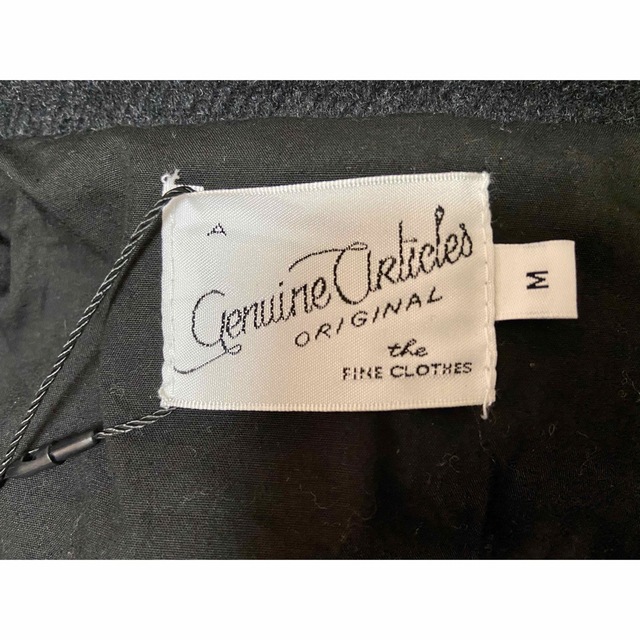 A
Genuine Articles
ORIGINAL
the
FINE CLOTHES
M